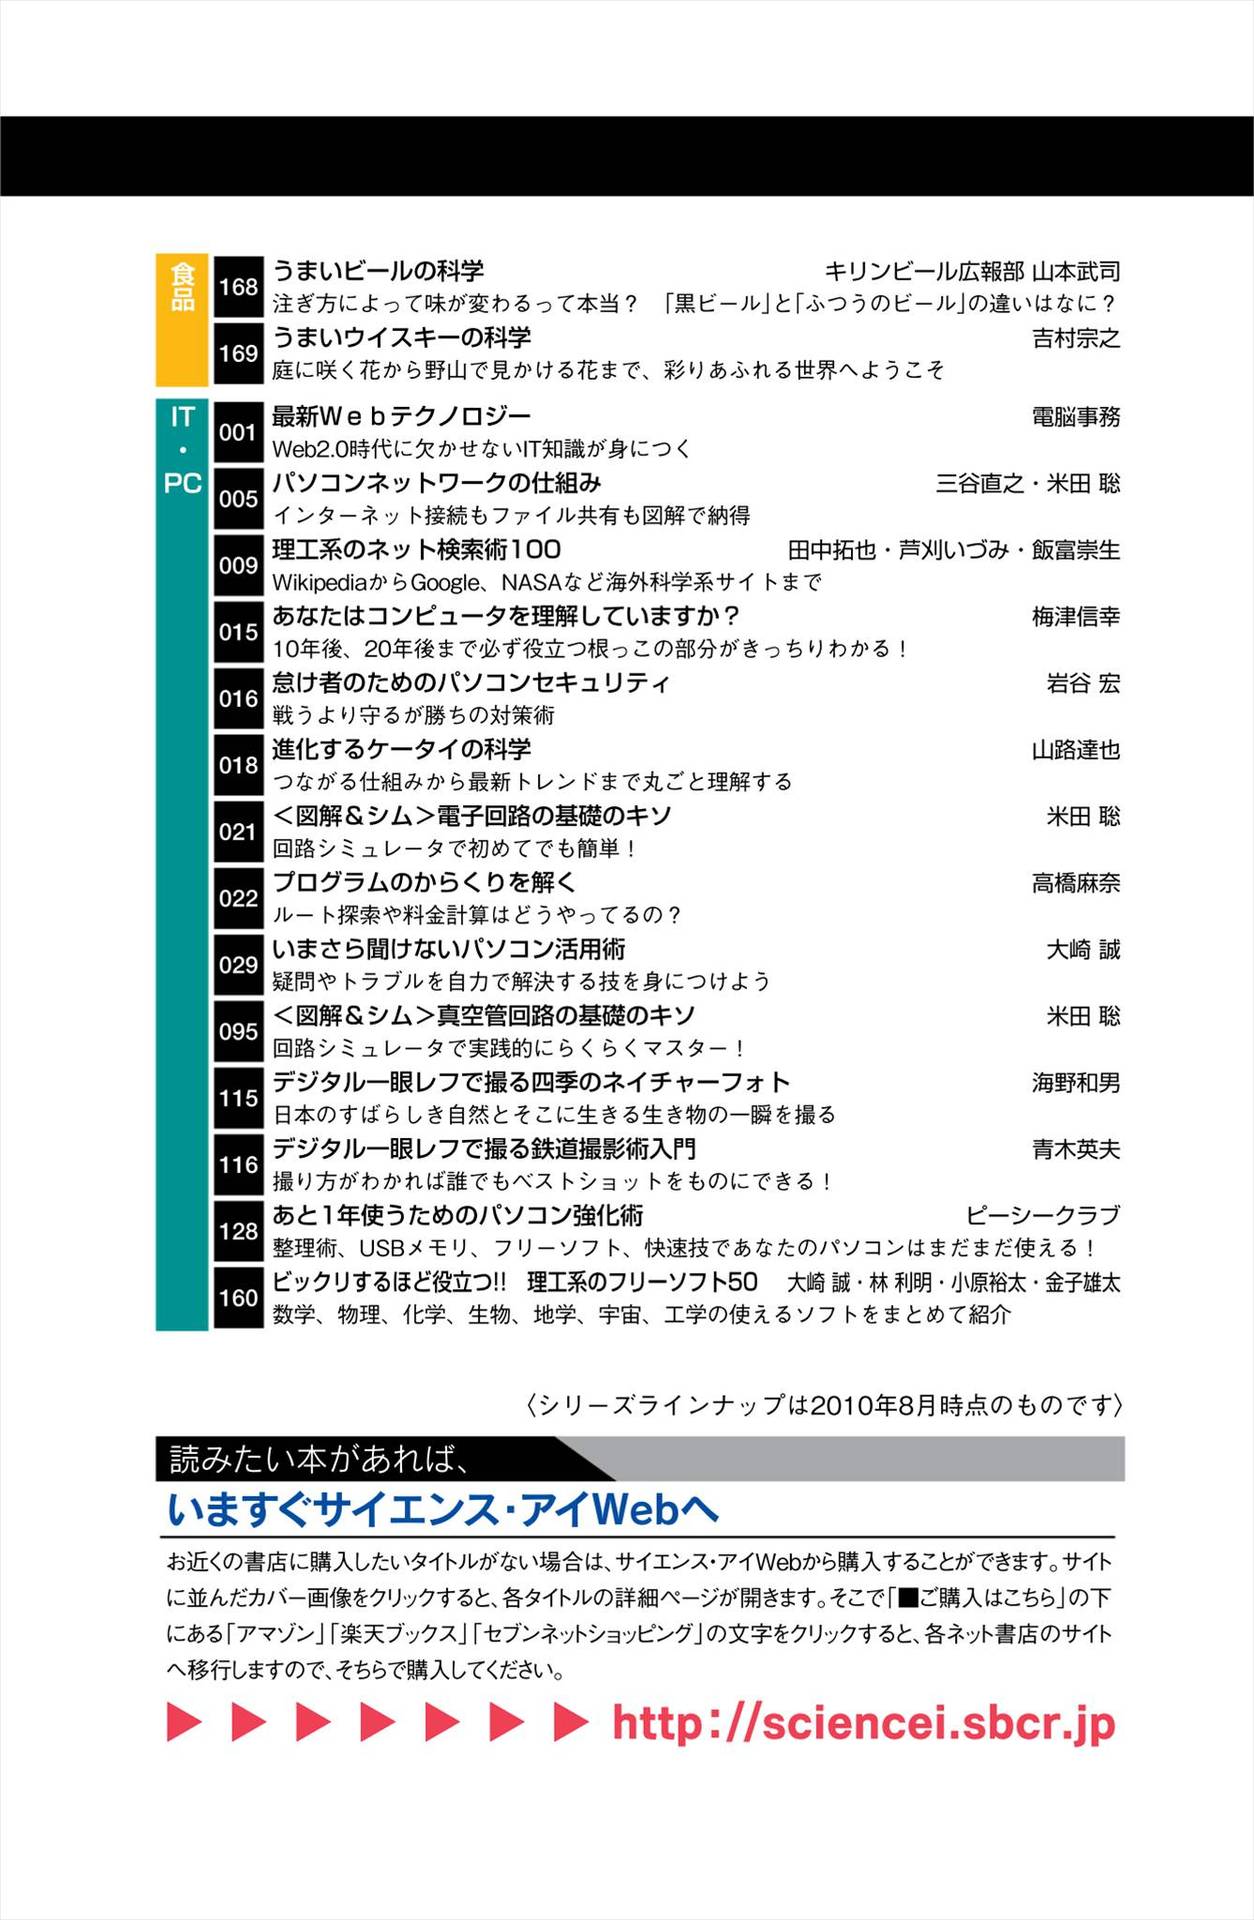 食品
168
うまいビールの科学 キリンビール広報部 山本武司
注ぎ方によって味が変わるって本当? 「黒ビール」と「ふつうのビール」の違いはなに?
169
うまいウイスキーの科学 吉村宗之
庭に咲く花から野山で見かける花まで、彩りあふれる世界へようこそ
IT・PC
001
最新Webテクノロジー 電脳事務
Web2.0時代に欠かせないIT知識が身につく
005
パソコンネットワークの仕組み 三谷直之・米田 聡
インターネット接続もファイル共有も図解で納得
009
理工系のネット検索術100 田中拓也・芦刈いづみ・飯富崇生
WikipediaからGoogle、NASAなど海外科学系サイトまで
015
あなたはコンピュータを理解していますか? 梅津信幸
10年後、20年後まで必ず役立つ根っこの部分がきっちりわかる!
016
怠け者のためのパソコンセキュリティ 岩谷 宏
戦うより守るが勝ちの対策術
018
進化するケータイの科学 山路達也
つながる仕組みから最新トレンドまで丸ごと理解する
021
<図解&シム>電子回路の基礎のキソ 米田 聡
回路シミュレータで初めてでも簡単!
022
プログラムのからくりを解く 高橋麻奈
ルート探索や料金計算はどうやってるの?
029
いまさら聞けないパソコン活用術 大崎 誠
疑問やトラブルを自力で解決する技を身につけよう
095
<図解&シム>真空管回路の基礎のキソ 米田 聡
回路シミュレータで実践的にらくらくマスター!
115
デジタル一眼レフで撮る四季のネイチャーフォト 海野和男
日本のすばらしき自然とそこに生きる生き物の一瞬を撮る
116
デジタル一眼レフで撮る鉄道撮影術入門 青木英夫
撮り方がわかれば誰でもベストショットをものにできる!
128
あと1年使うためのパソコン強化術 ピーシークラブ
整理術、USBメモリ、フリーソフト、快速技であなたのパソコンはまだまだ使える!
160
ビックリするほど役立つ!! 理工系のフリーソフト50 大崎 誠・林 利明・小原裕太・金子雄太
数学、物理、化学、生物、地学、宇宙、工学の使えるソフトをまとめて紹介
〈シリーズラインナップは2010年8月時点のものです〉
読みたい本があれば、
いますぐサイエンス・アイWebへ
お近くの書店に購入したいタイトルがない場合は、サイエンス・アイWebから購入することができます。サイト
に並んだカバー画像をクリックすると、各タイトルの詳細ページが開きます。そこで「■ご購入はこちら」の下
にある「アマゾン」「楽天ブックス」「セブンネットショッピング」の文字をクリックすると、各ネット書店のサイト
へ移行しますので、そちらで購入してください。
▶ ▶ ▶ ▶ ▶ ▶ ▶ http://sciencei.sbcr.jp